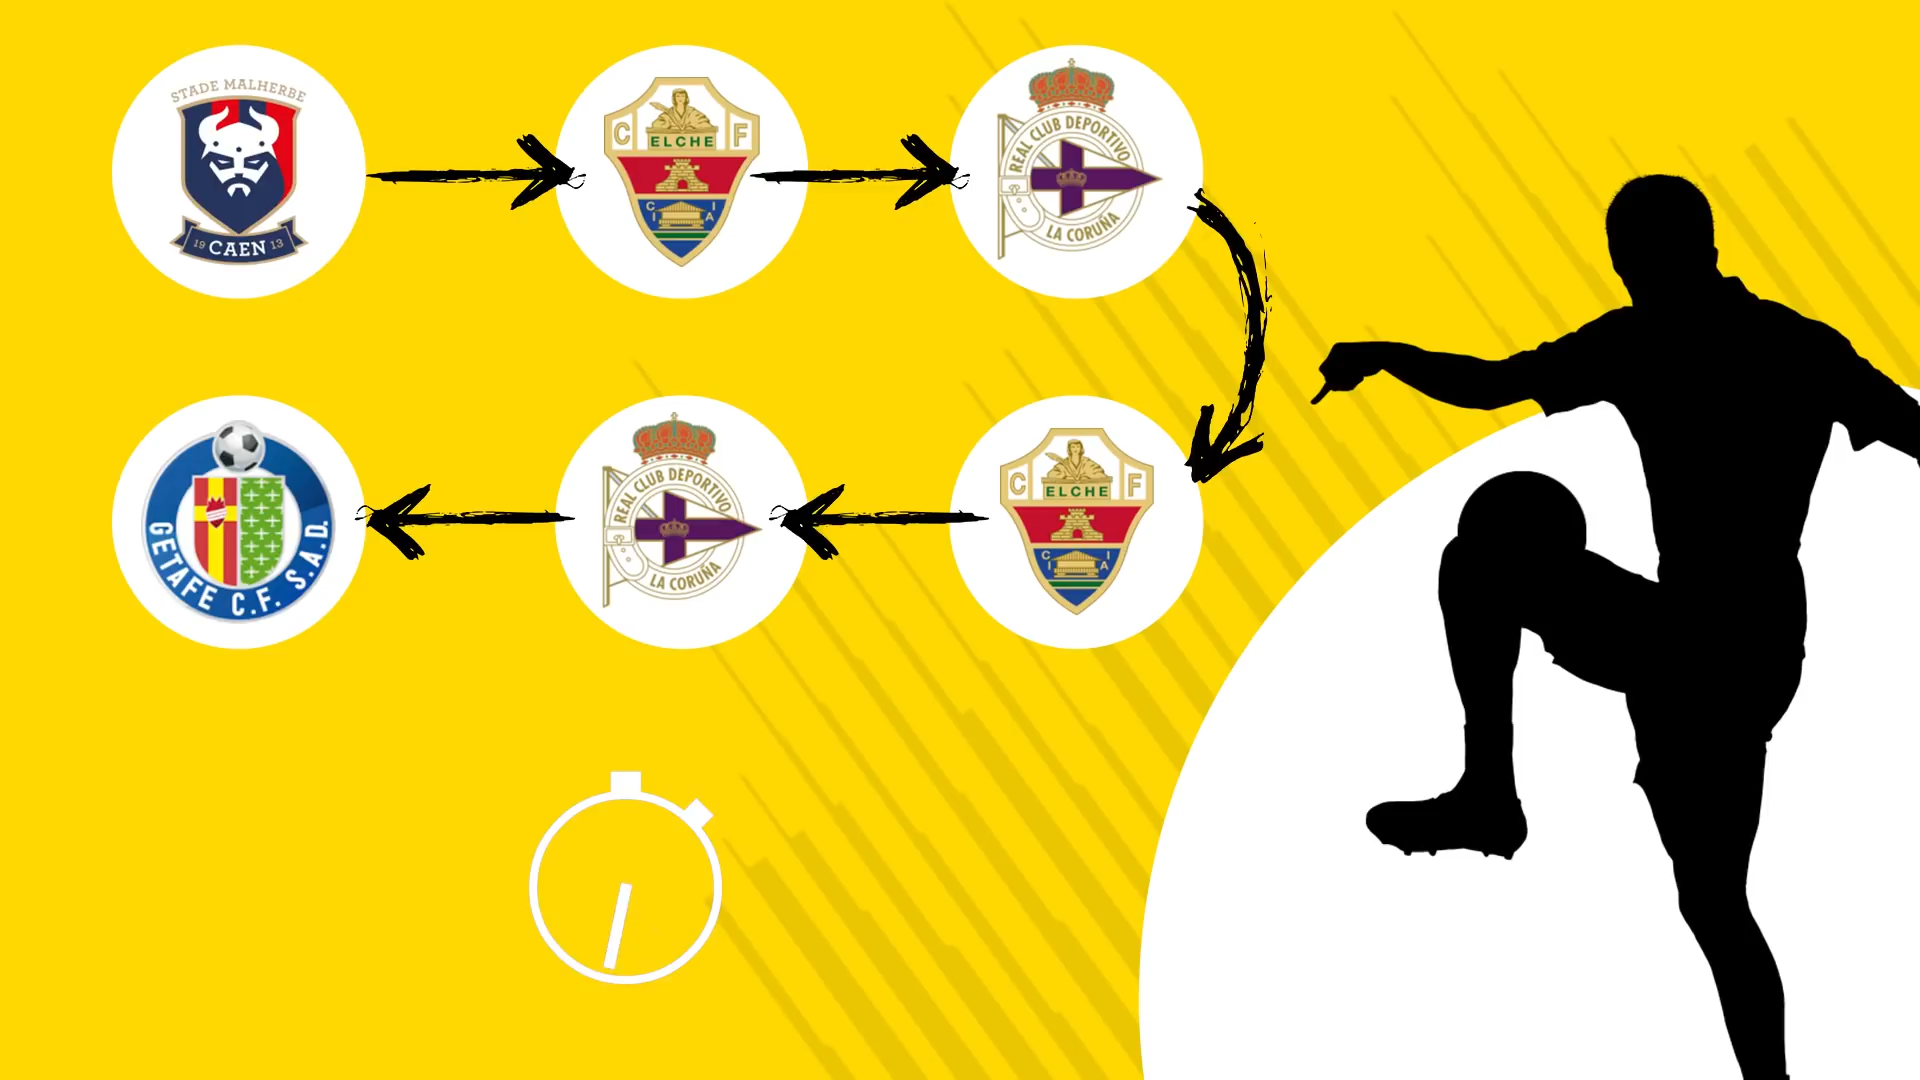 STADE MALHERBE
19 CAEN 13
C F
ELCHE
C I I A
REAL CLUB DEPORTIVO
LA CORUÑA
GETAFE C.F. S.A.D.
REAL CLUB DEPORTIVO
LA CORUÑA
C F
ELCHE
C I I A